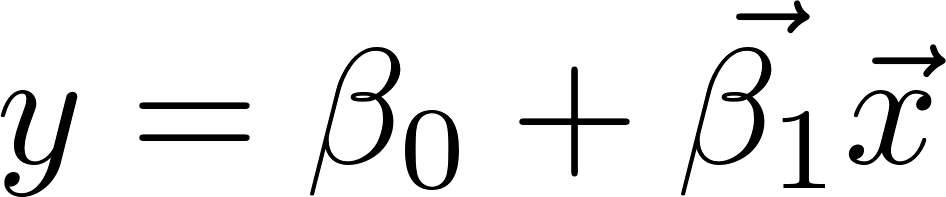 y = β₀ + β⃗₁x⃗